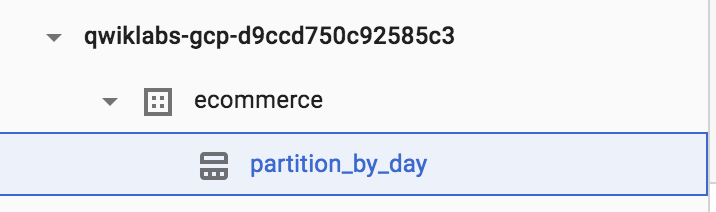 qwiklabs-gcp-d9ccd750c92585c3
ecommerce
partition_by_day